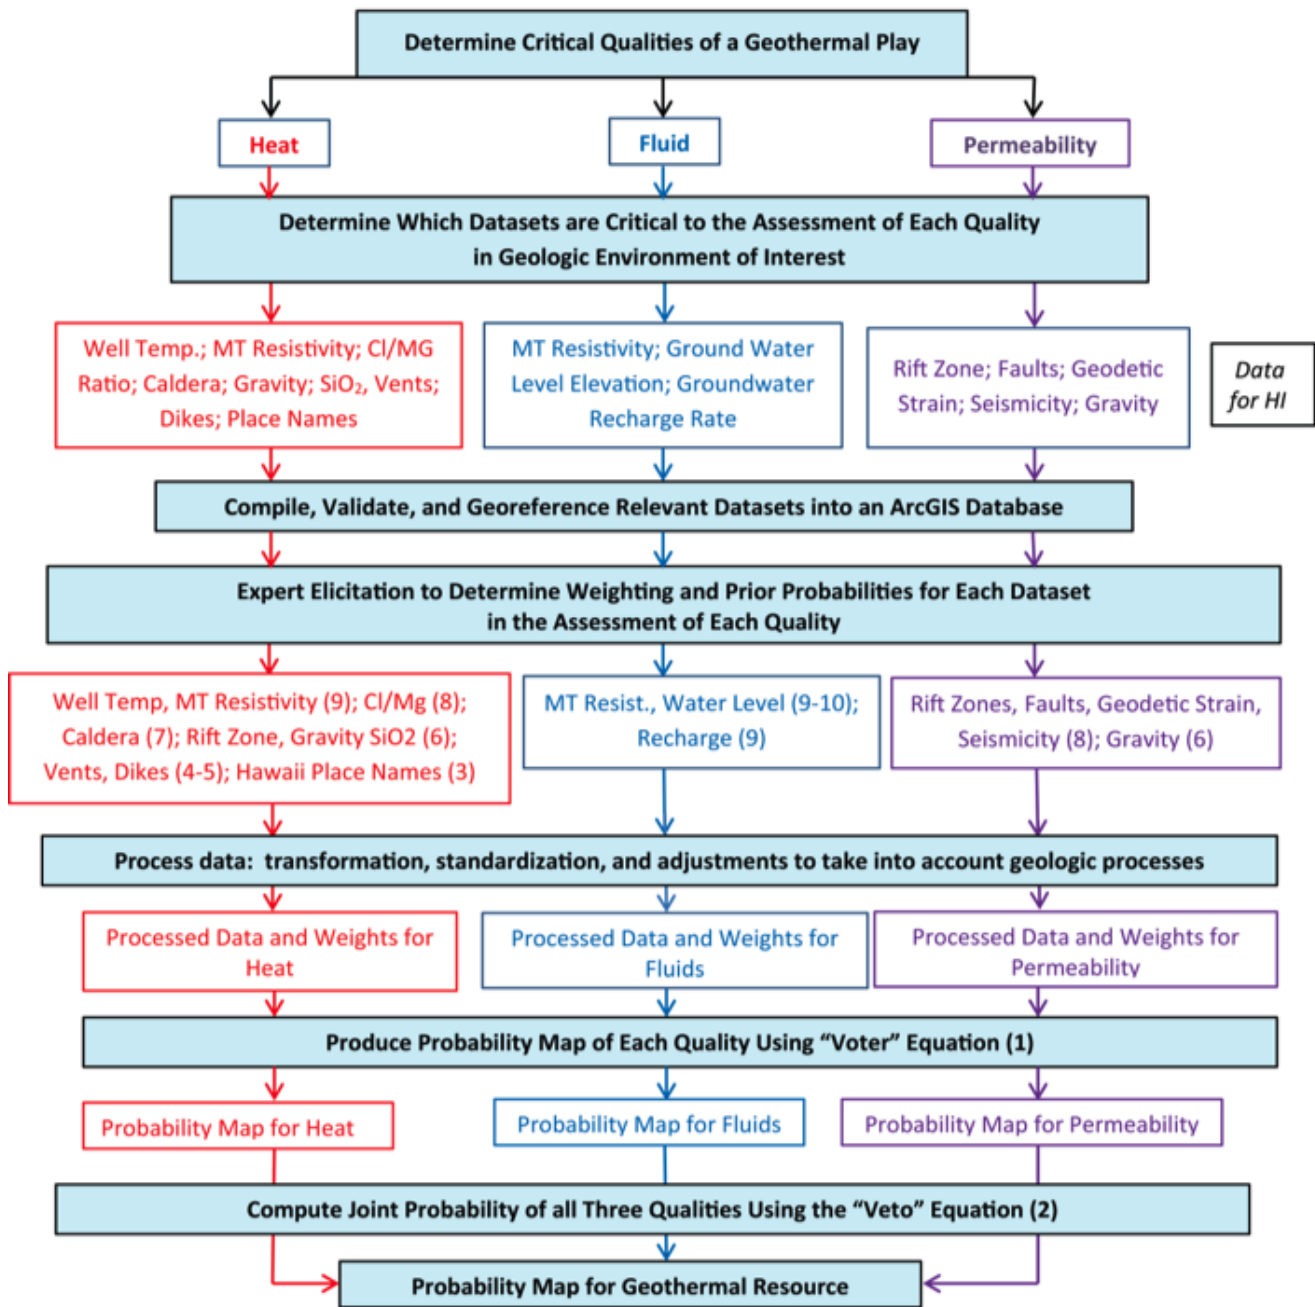 Determine Critical Qualities of a Geothermal Play
Heat
Fluid
Permeability
Determine Which Datasets are Critical to the Assessment of Each Quality
in Geologic Environment of Interest
Well Temp.; MT Resistivity; Cl/MG
Ratio; Caldera; Gravity; SiO₂, Vents;
Dikes; Place Names
MT Resistivity; Ground Water
Level Elevation; Groundwater
Recharge Rate
Rift Zone; Faults; Geodetic
Strain; Seismicity; Gravity
Data
for HI
Compile, Validate, and Georeference Relevant Datasets into an ArcGIS Database
Expert Elicitation to Determine Weighting and Prior Probabilities for Each Dataset
in the Assessment of Each Quality
Well Temp, MT Resistivity (9); Cl/Mg (8);
Caldera (7); Rift Zone, Gravity SiO2 (6);
Vents, Dikes (4-5); Hawaii Place Names (3)
MT Resist., Water Level (9-10);
Recharge (9)
Rift Zones, Faults, Geodetic Strain,
Seismicity (8); Gravity (6)
Process data:  transformation, standardization, and adjustments to take into account geologic processes
Processed Data and Weights for
Heat
Processed Data and Weights for
Fluids
Processed Data and Weights for
Permeability
Produce Probability Map of Each Quality Using “Voter” Equation (1)
Probability Map for Heat
Probability Map for Fluids
Probability Map for Permeability
Compute Joint Probability of all Three Qualities Using the “Veto” Equation (2)
Probability Map for Geothermal Resource